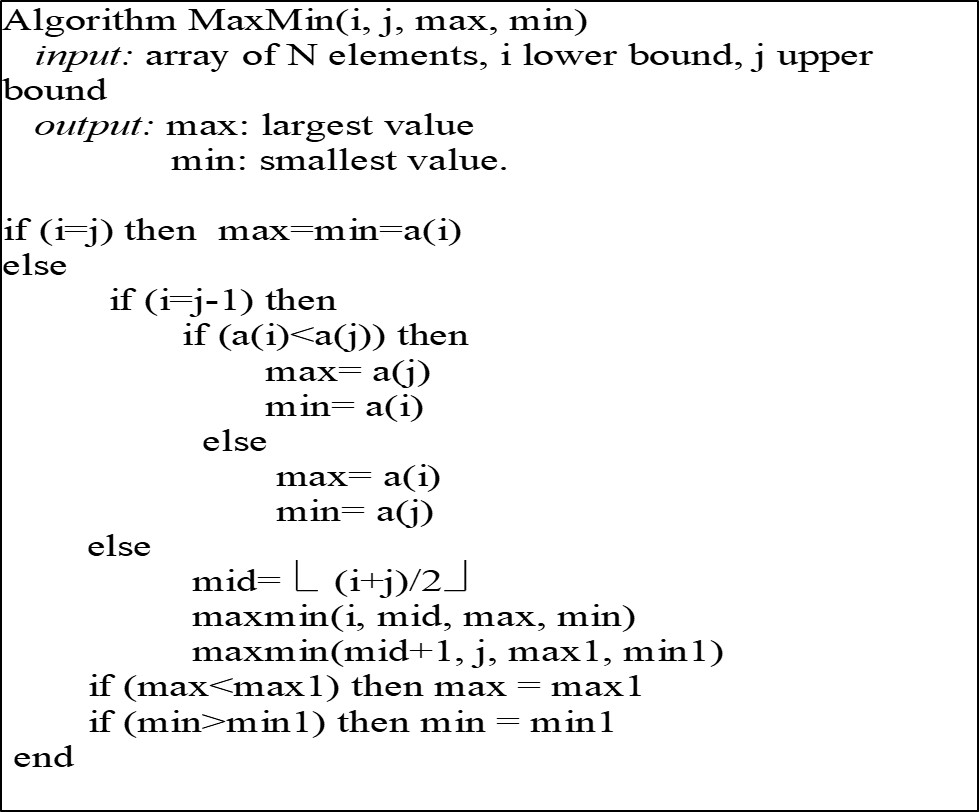 Algorithm MaxMin(i, j, max, min)
input: array of N elements, i lower bound, j upper
bound
output: max: largest value
min: smallest value.
if (i=j) then max=min=a(i)
else
if (i=j-1) then
if (a(i)<a(j)) then
max= a(j)
min= a(i)
else
max= a(i)
min= a(j)
else
mid= ⌊ (i+j)/2⌋
maxmin(i, mid, max, min)
maxmin(mid+1, j, max1, min1)
if (max<max1) then max = max1
if (min>min1) then min = min1
end